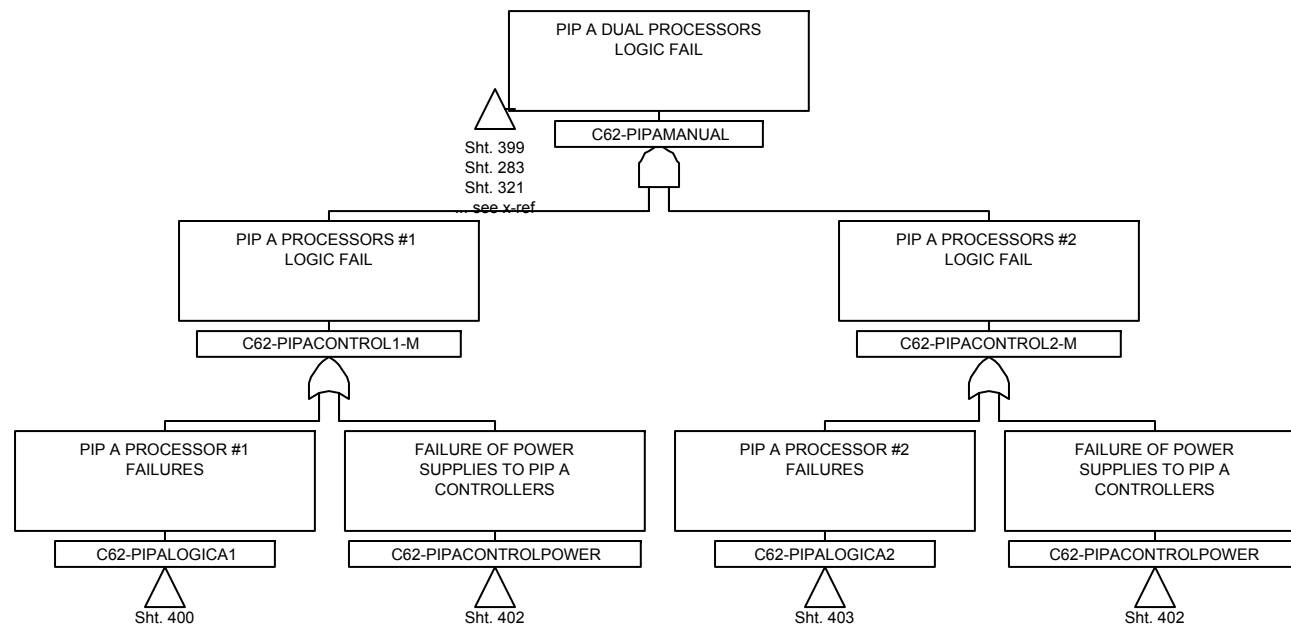 PIP A DUAL PROCESSORS
LOGIC FAIL
C62-PIPAMANUAL
Sht. 399
Sht. 283
Sht. 321
... see x-ref
PIP A PROCESSORS #1
LOGIC FAIL
C62-PIPACONTROL1-M
PIP A PROCESSORS #2
LOGIC FAIL
C62-PIPACONTROL2-M
PIP A PROCESSOR #1
FAILURES
C62-PIPALOGICA1
Sht. 400
FAILURE OF POWER
SUPPLIES TO PIP A
CONTROLLERS
C62-PIPACONTROLPOWER
Sht. 402
PIP A PROCESSOR #2
FAILURES
C62-PIPALOGICA2
Sht. 403
FAILURE OF POWER
SUPPLIES TO PIP A
CONTROLLERS
C62-PIPACONTROLPOWER
Sht. 402